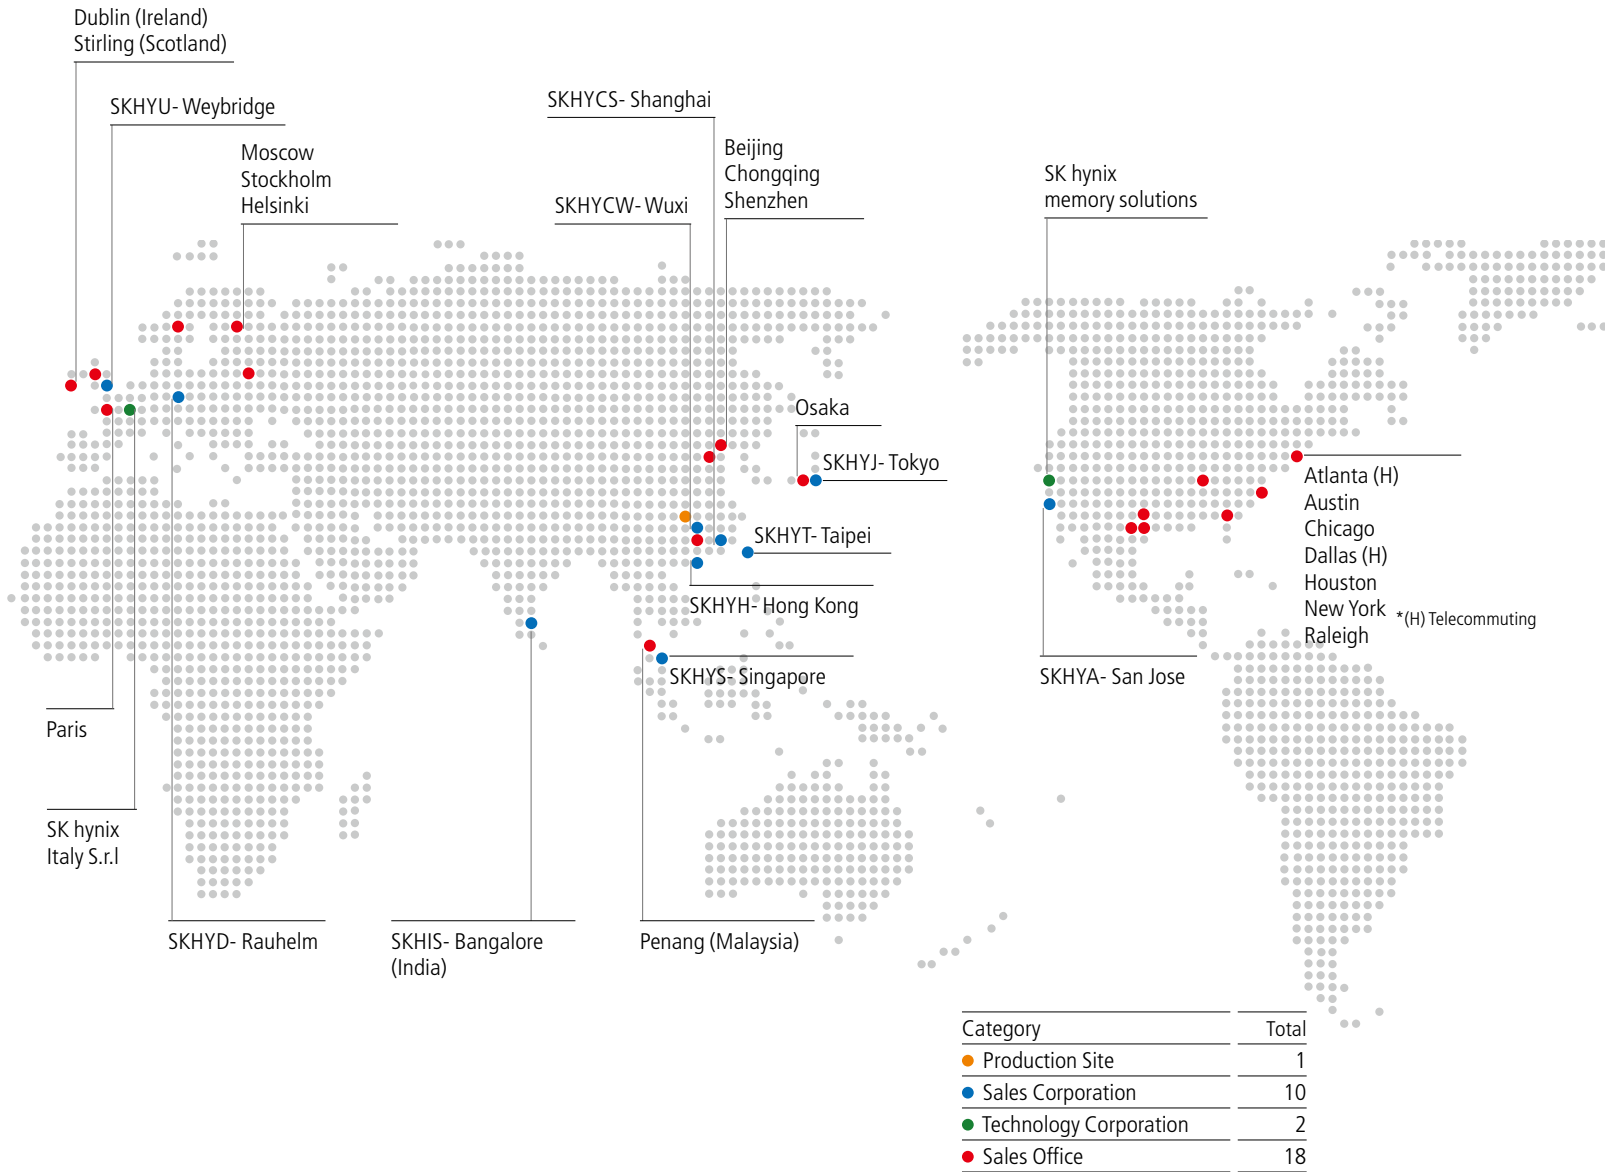 Dublin (Ireland)
Stirling (Scotland)
SKHYU- Weybridge
Moscow
Stockholm
Helsinki
SKHYCS- Shanghai
Beijing
Chongqing
Shenzhen
SKHYCW- Wuxi
SK hynix
memory solutions
Osaka
SKHYJ- Tokyo
SKHYT- Taipei
SKHYH- Hong Kong
SKHYS- Singapore
Atlanta (H)
Austin
Chicago
Dallas (H)
Houston
New York
*(H) Telecommuting
Raleigh
SKHYA- San Jose
Paris
SK hynix
Italy S.r.l
SKHYD- Rauhelm
SKHIS- Bangalore
(India)
Penang (Malaysia)
Category Total
Production Site 1
Sales Corporation 10
Technology Corporation 2
Sales Office 18